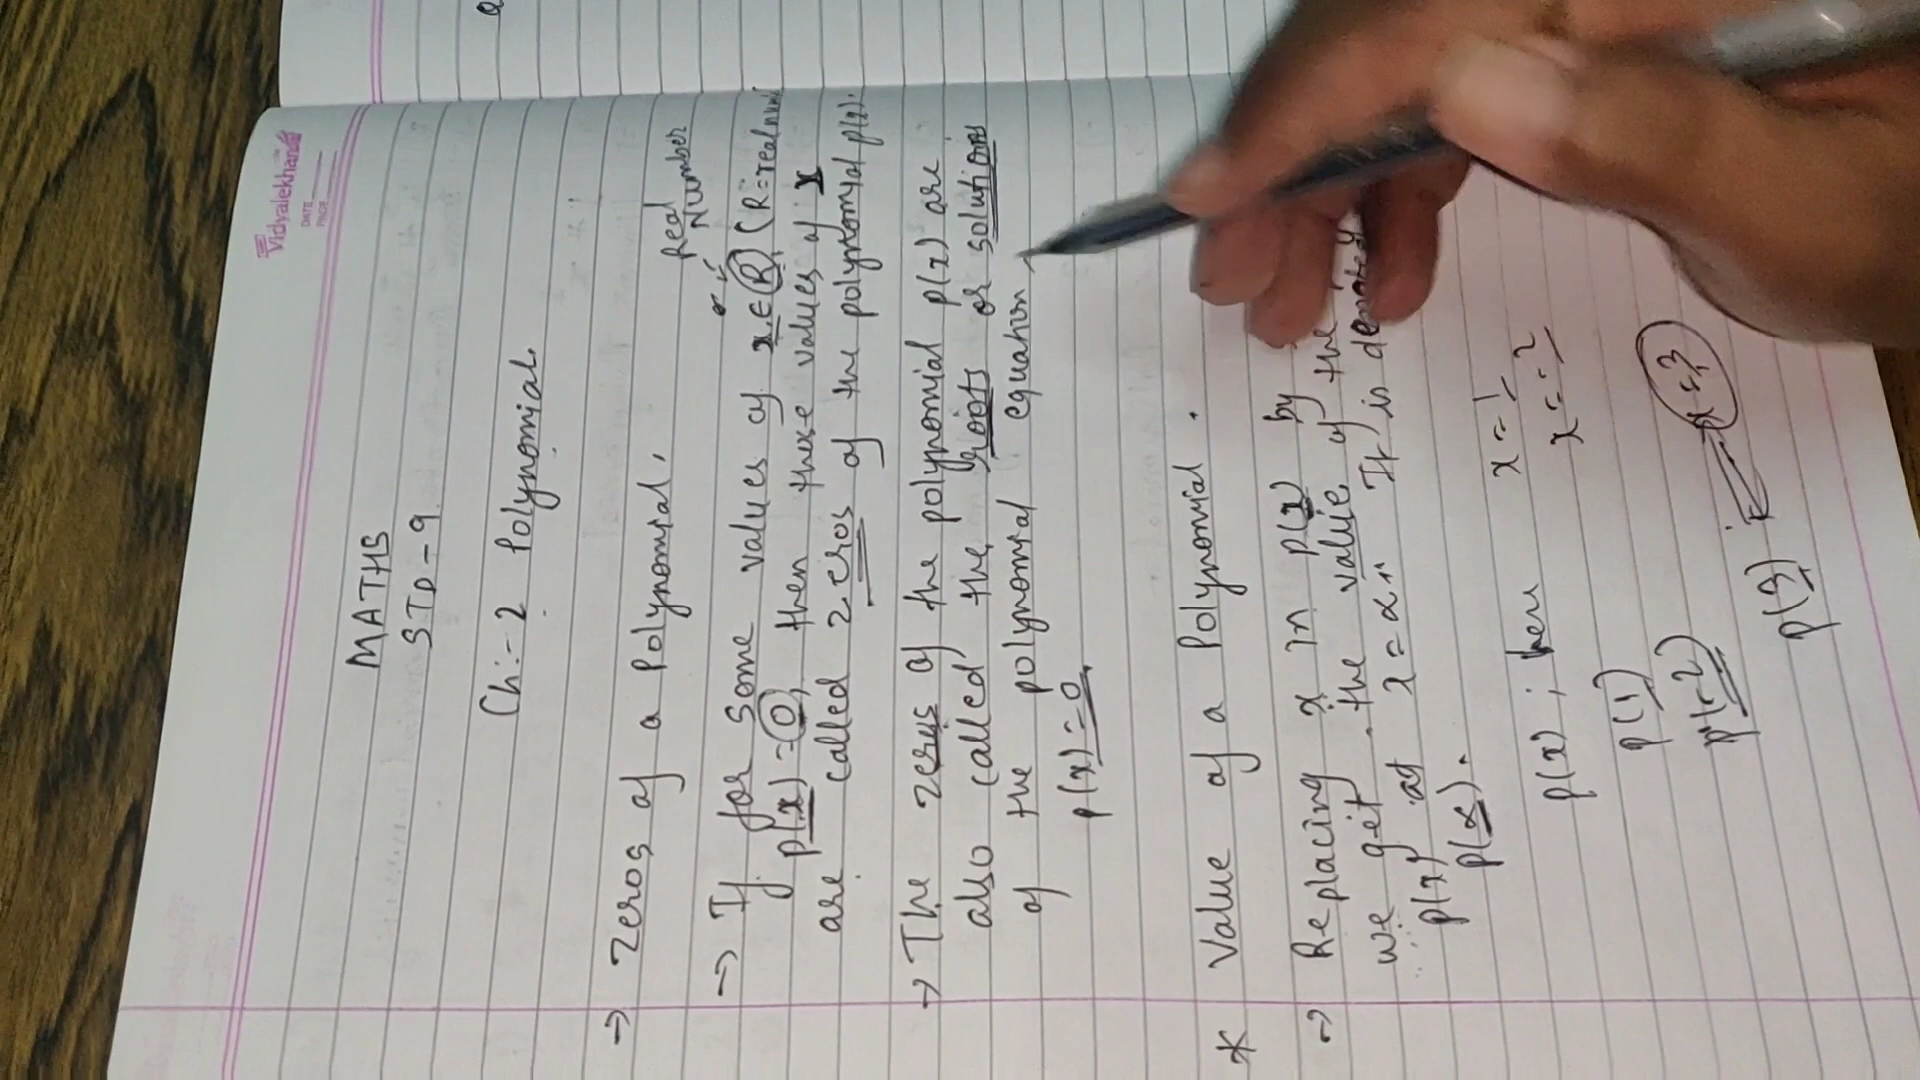 Vidyalekhan
DATE
PAGE
MATHS
STD-9
Ch:-2 Polynomial.
→ Zeros of a Polynomial.
Real
Number
→ If for some values of x ∈ R (R=real
p(x)=0, then these values of x
are called zeros of the polynomial p(x).
→ The zeros of the polynomial p(x) are
also called the roots or solutions
of the polynomial equation
p(x)=0.
* Value of a Polynomial.
→ Replacing x in p(x) by
we get the value of the
p(x) at x=α. It is denoted
p(α).
p(x) ; here x=1
x=-2
p(1)
p(-2) x=3
p(3)